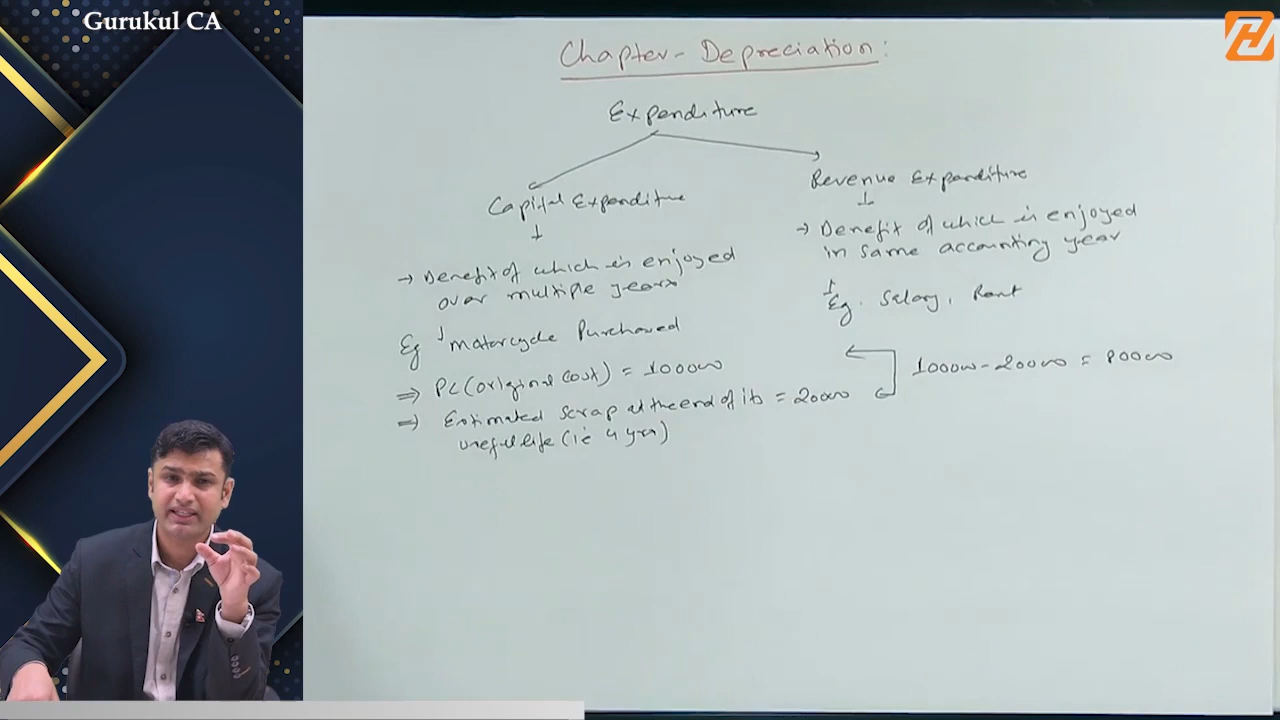 Gurukul CA
Chapter - Depreciation :
Expenditure
Capital Expenditure
→ Benefit of which is enjoyed
over multiple years
Eg Motorcycle Purchased
⇒ PC (original cost) = 100000
⇒ Estimated scrap at the end of its = 20000
useful life (ie 4 yrs)
Revenue Expenditure
→ Benefit of which is enjoyed
in same accounting year
Eg. Salary, Rent
100000 - 20000 = 80000